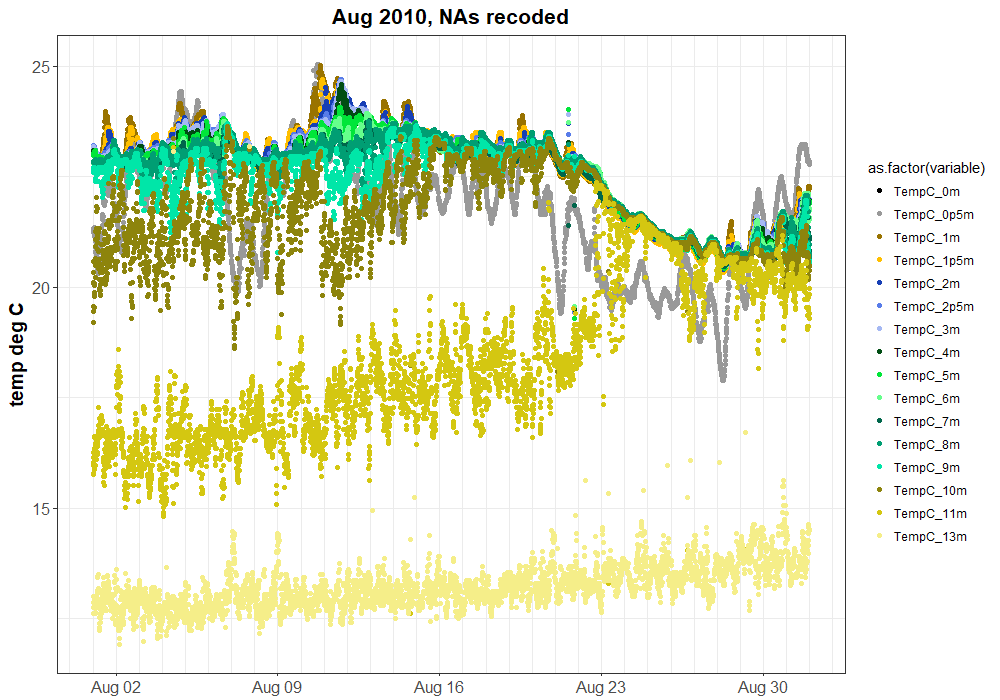 Aug 2010, NAs recoded
temp deg C
25
20
15
Aug 02
Aug 09
Aug 16
Aug 23
Aug 30
as.factor(variable)
TempC_0m
TempC_0p5m
TempC_1m
TempC_1p5m
TempC_2m
TempC_2p5m
TempC_3m
TempC_4m
TempC_5m
TempC_6m
TempC_7m
TempC_8m
TempC_9m
TempC_10m
TempC_11m
TempC_13m